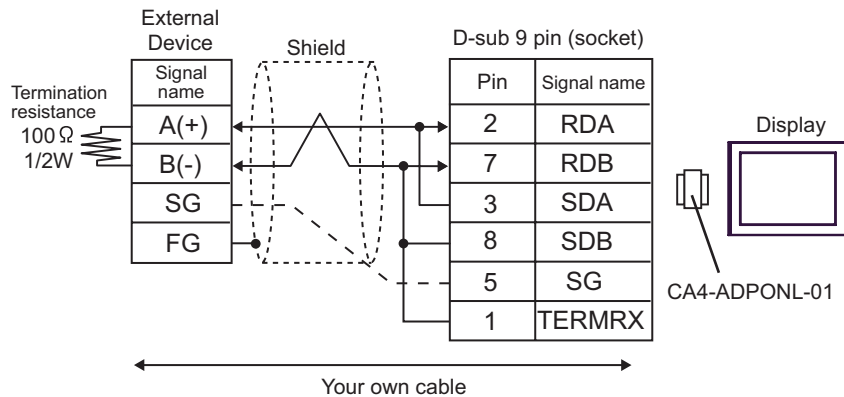 External
Device
Shield
D-sub 9 pin (socket)
Signal
name
Pin
Signal name
Termination
resistance
100 Ω
1/2W
A(+)
2
RDA
Display
B(-)
7
RDB
SG
3
SDA
FG
8
SDB
5
SG
CA4-ADPONL-01
1
TERMRX
Your own cable